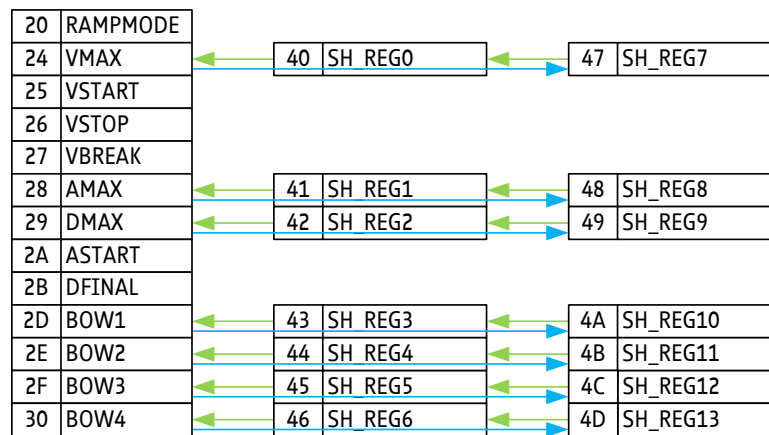 20 RAMPMODE
24 VMAX 40 SH_REG0 47 SH_REG7
25 VSTART
26 VSTOP
27 VBREAK
28 AMAX 41 SH_REG1 48 SH_REG8
29 DMAX 42 SH_REG2 49 SH_REG9
2A ASTART
2B DFINAL
2D BOW1 43 SH_REG3 4A SH_REG10
2E BOW2 44 SH_REG4 4B SH_REG11
2F BOW3 45 SH_REG5 4C SH_REG12
30 BOW4 46 SH_REG6 4D SH_REG13